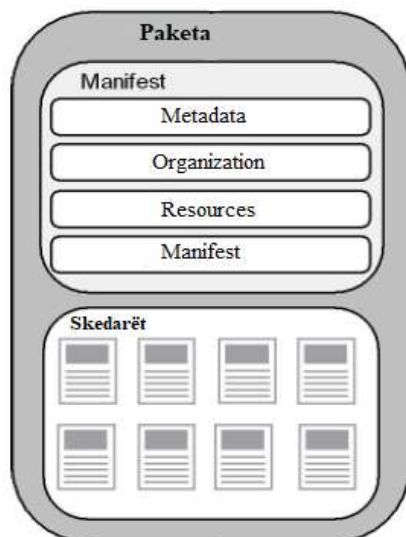 Paketa
Manifest
Metadata
Organization
Resources
Manifest
Skedarët